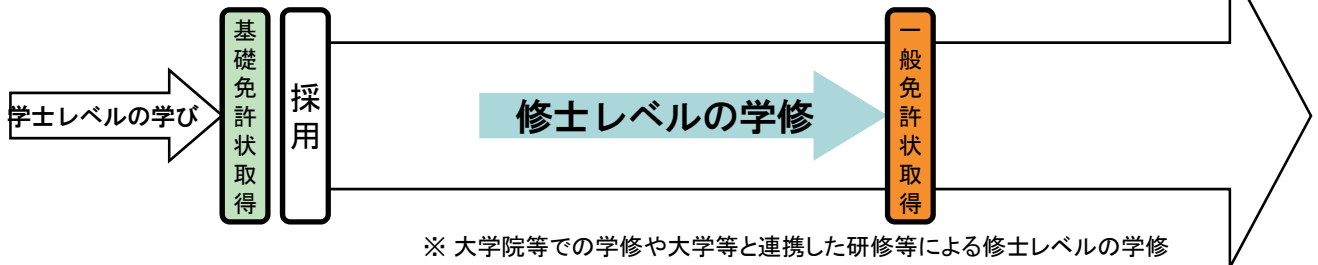 学士レベルの学び
基礎免許状取得
採用
修士レベルの学修
一般免許状取得
※ 大学院等での学修や大学等と連携した研修等による修士レベルの学修